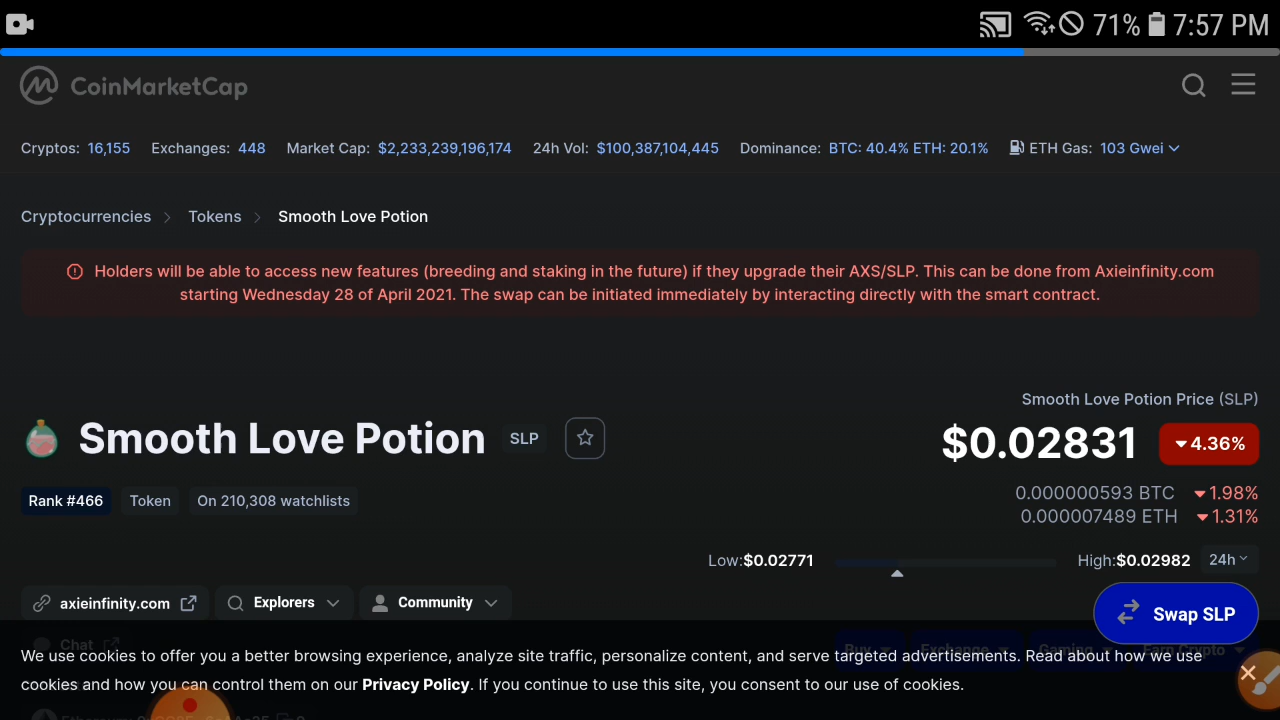 71% 7:57 PM
CoinMarketCap
Cryptos: 16,155 Exchanges: 448 Market Cap: $2,233,239,196,174 24h Vol: $100,387,104,445 Dominance: BTC: 40.4% ETH: 20.1% ETH Gas: 103 Gwei
Cryptocurrencies > Tokens > Smooth Love Potion
Holders will be able to access new features (breeding and staking in the future) if they upgrade their AXS/SLP. This can be done from Axieinfinity.com
starting Wednesday 28 of April 2021. The swap can be initiated immediately by interacting directly with the smart contract.
Smooth Love Potion Price (SLP)
Smooth Love Potion SLP $0.02831 4.36%
Rank #466 Token On 210,308 watchlists 0.000000593 BTC 1.98%
0.000007489 ETH 1.31%
Low:$0.02771 High:$0.02982 24h
axieinfinity.com Explorers Community Swap SLP
Chat Buy Exchange Gaming Earn Crypto
We use cookies to offer you a better browsing experience, analyze site traffic, personalize content, and serve targeted advertisements. Read about how we use
cookies and how you can control them on our Privacy Policy. If you continue to use this site, you consent to our use of cookies.